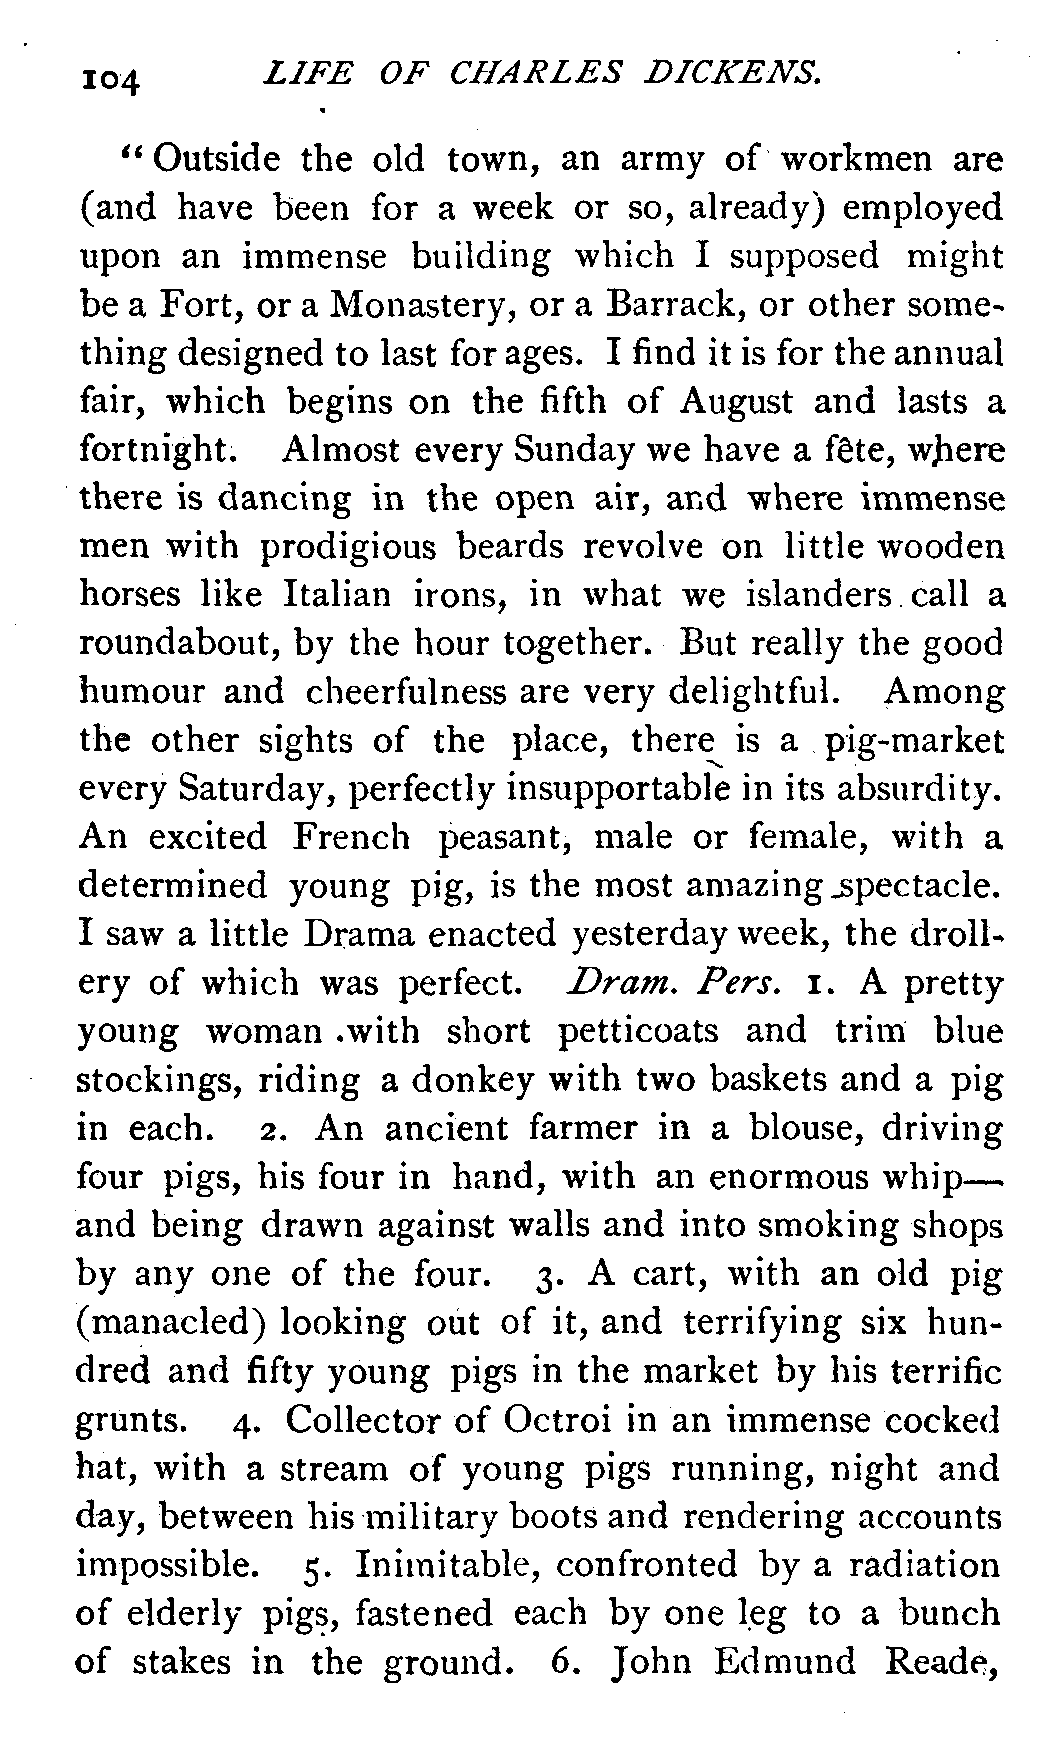 104 LIFE OF CHARLES DICKENS.
“ Outside the old town, an army of workmen are
(and have been for a week or so, already) employed
upon an immense building which I supposed might
be a Fort, or a Monastery, or a Barrack, or other some-
thing designed to last for ages. I find it is for the annual
fair, which begins on the fifth of August and lasts a
fortnight. Almost every Sunday we have a fête, where
there is dancing in the open air, and where immense
men with prodigious beards revolve on little wooden
horses like Italian irons, in what we islanders call a
roundabout, by the hour together. But really the good
humour and cheerfulness are very delightful. Among
the other sights of the place, there is a pig-market
every Saturday, perfectly insupportable in its absurdity.
An excited French peasant, male or female, with a
determined young pig, is the most amazing spectacle.
I saw a little Drama enacted yesterday week, the droll-
ery of which was perfect. Dram. Pers. 1. A pretty
young woman with short petticoats and trim blue
stockings, riding a donkey with two baskets and a pig
in each. 2. An ancient farmer in a blouse, driving
four pigs, his four in hand, with an enormous whip—
and being drawn against walls and into smoking shops
by any one of the four. 3. A cart, with an old pig
(manacled) looking out of it, and terrifying six hun-
dred and fifty young pigs in the market by his terrific
grunts. 4. Collector of Octroi in an immense cocked
hat, with a stream of young pigs running, night and
day, between his military boots and rendering accounts
impossible. 5. Inimitable, confronted by a radiation
of elderly pigs, fastened each by one leg to a bunch
of stakes in the ground. 6. John Edmund Reade,